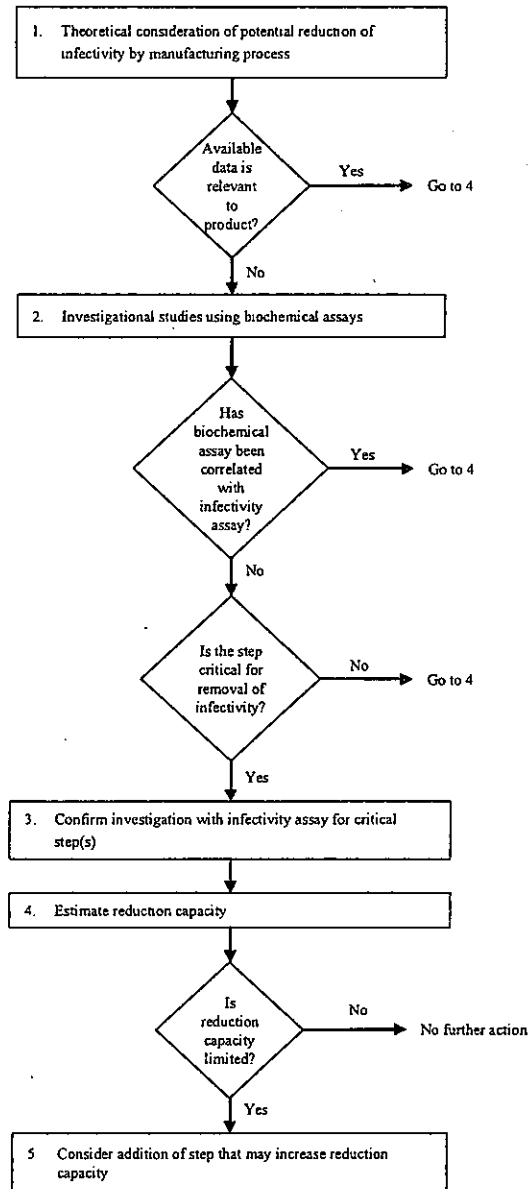 1. Theoretical consideration of potential reduction of
infectivity by manufacturing process
Available
data is
relevant
to
product?
Yes
Go to 4
No
2. Investigational studies using biochemical assays
Has
biochemical
assay been
correlated
with
infectivity
assay?
Yes
Go to 4
No
Is the step
critical for
removal of
infectivity?
No
Go to 4
Yes
3. Confirm investigation with infectivity assay for critical
step(s)
4. Estimate reduction capacity
Is
reduction
capacity
limited?
No
No further action
Yes
5 Consider addition of step that may increase reduction
capacity